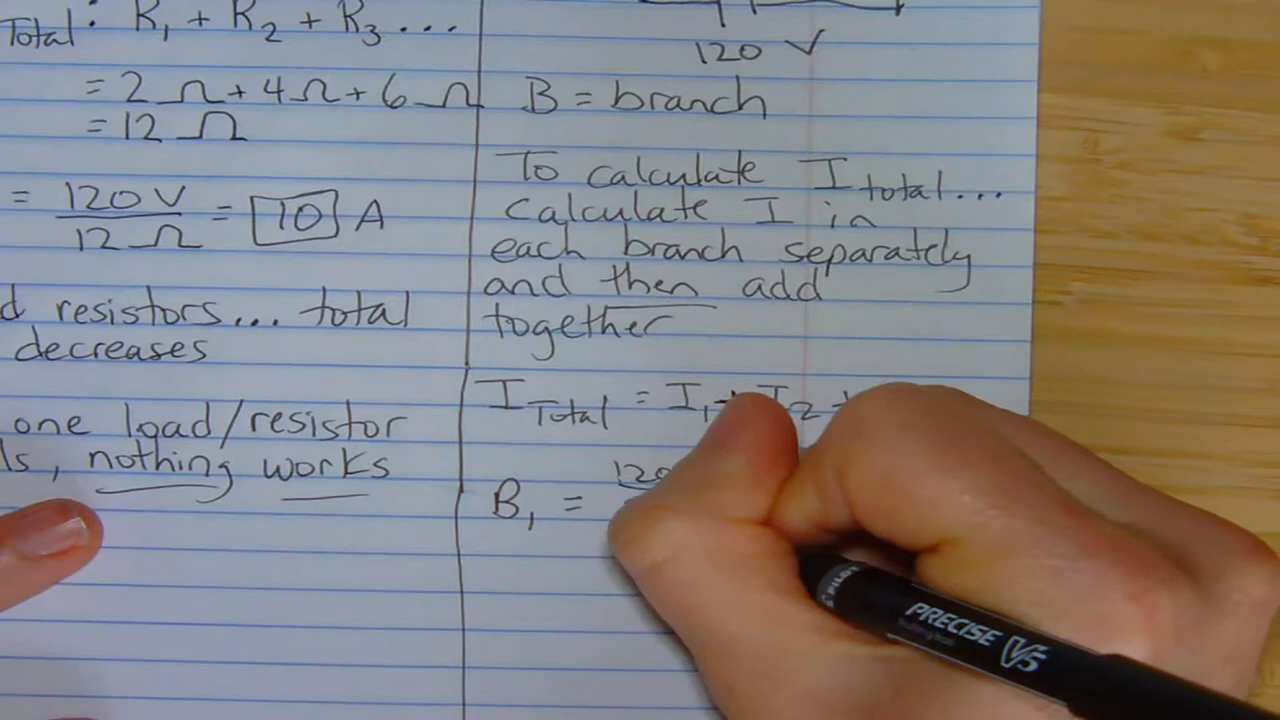 Total: R1 + R2 + R3 ...
= 2 Ω + 4 Ω + 6 Ω
= 12 Ω
= 120 V / 12 Ω = 10 A
d resistors... total
decreases
one load/resistor
ls, nothing works
120 V
B = branch
To calculate I total...
calculate I in
each branch separately
and then add
together
I Total = I1 + I2 +
B1 = 120
PILOT
PRECISE V5